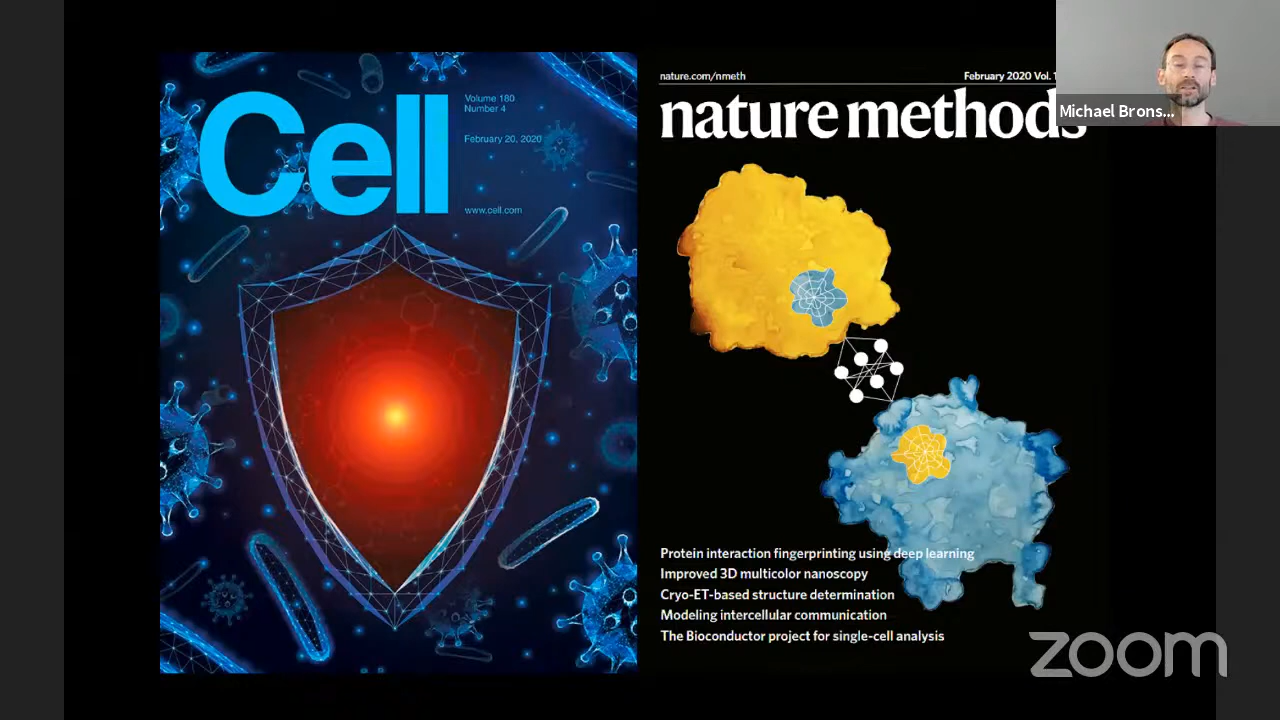 Cell
Volume 180
Number 4
February 20, 2020
www.cell.com
nature.com/nmeth
February 2020 Vol. 1
nature methods
Protein interaction fingerprinting using deep learning
Improved 3D multicolor nanoscopy
Cryo-ET-based structure determination
Modeling intercellular communication
The Bioconductor project for single-cell analysis
Michael Brons...
zoom